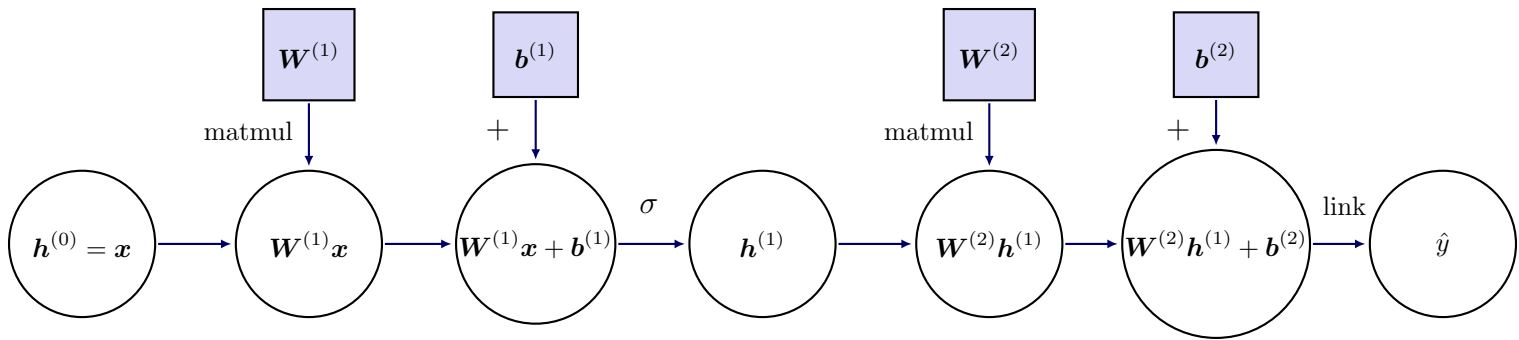 W^(1) b^(1) W^(2) b^(2)
matmul + matmul +
σ link
h^(0) = x W^(1)x W^(1)x + b^(1) h^(1) W^(2)h^(1) W^(2)h^(1) + b^(2) ŷ